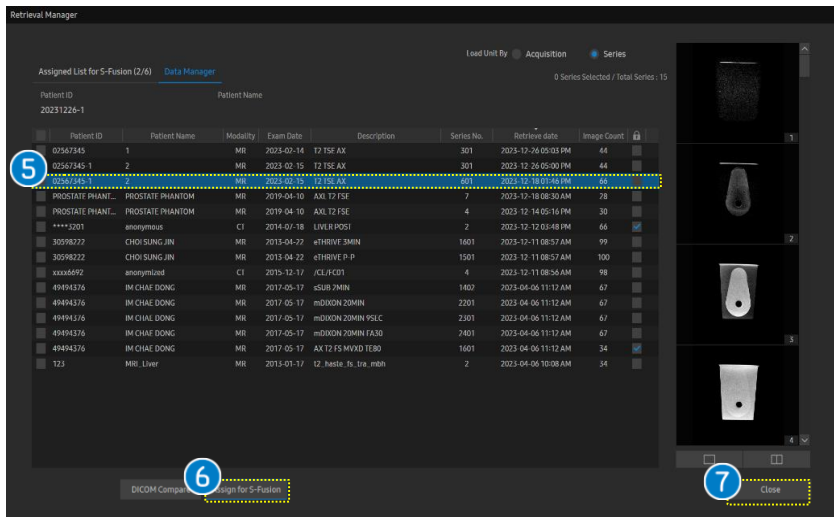 Retrieval Manager
Load Unit By Acquisition Series
Assigned List for S-Fusion (2/6) Data Manager
0 Series Selected / Total Series : 15
Patient ID Patient Name
20231226-1
Patient ID Patient Name Modality Exam Date Description Series No. Retrieve date Image Count
02567345 1 MR 2023-02-14 T2 TSE AX 301 2023-12-26 05:03 PM 44
02567345-1 2 MR 2023-02-15 T2 TSE AX 301 2023-12-26 05:00 PM 44
5
02567345-1 2 MR 2023-02-15 T2 TSE AX 601 2023-12-18 01:46 PM 66
PROSTATE PHANT... PROSTATE PHANTOM MR 2019-04-10 AXL T2 FSE 7 2023-12-18 08:30 AM 28
PROSTATE PHANT... PROSTATE PHANTOM MR 2019-04-10 AXL T2 FSE 4 2023-12-14 05:16 PM 30
****3201 anonymous CT 2014-07-18 LIVER POST 2 2023-12-12 03:48 PM 66
30598222 CHOI SUNG JIN MR 2013-04-22 eTHRIVE 3MIN 1601 2023-12-11 08:57 AM 99
30598222 CHOI SUNG JIN MR 2013-04-22 eTHRIVE P-P 1501 2023-12-11 08:57 AM 100
xxxx6692 anonymized CT 2015-12-17 /CE/FC01 4 2023-12-11 08:56 AM 98
49494376 IM CHAE DONG MR 2017-05-17 sSUB 2MIN 1402 2023-04-06 11:12 AM 67
49494376 IM CHAE DONG MR 2017-05-17 mDIXON 20MIN 2201 2023-04-06 11:12 AM 67
49494376 IM CHAE DONG MR 2017-05-17 mDIXON 20MIN 9SEC 2301 2023-04-06 11:12 AM 67
49494376 IM CHAE DONG MR 2017-05-17 mDIXON 20MIN FA30 2401 2023-04-06 11:12 AM 67
49494376 IM CHAE DONG MR 2017-05-17 AX T2 FS MVXD TE80 1601 2023-04-06 11:12 AM 34
123 MRI_Liver MR 2013-01-17 t2_haste_fs_tra_mbh 2 2023-04-06 10:08 AM 34
1
2
3
4
6
7
DICOM Compare Assign for S-Fusion Close